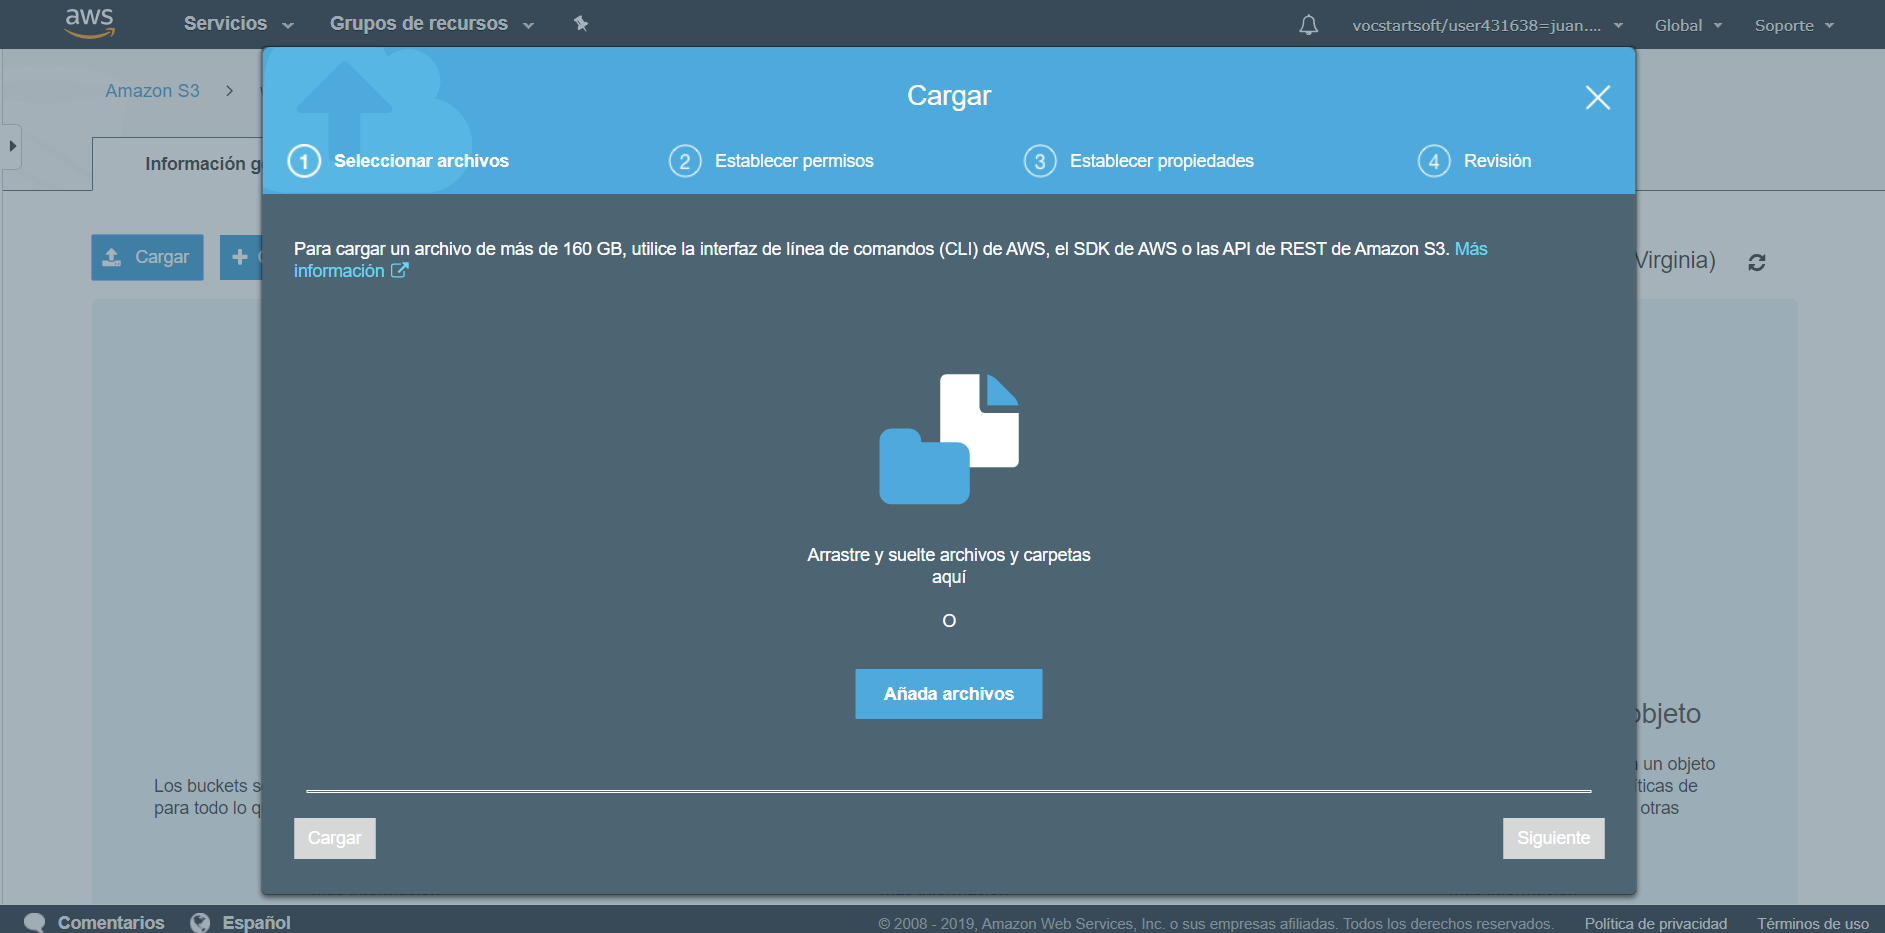 aws
Servicios
Grupos de recursos
vocstartsoft/user431638=juan....
Global
Soporte
Amazon S3
Cargar
1 Seleccionar archivos
2 Establecer permisos
3 Establecer propiedades
4 Revisión
Información g
Cargar
Para cargar un archivo de más de 160 GB, utilice la interfaz de línea de comandos (CLI) de AWS, el SDK de AWS o las API de REST de Amazon S3. Más
información
Virginia)
Arrastre y suelte archivos y carpetas
aquí
O
Añada archivos
objeto
Los buckets s
para todo lo q
un objeto
íticas de
otras
Cargar
Siguiente
Comentarios
Español
© 2008 - 2019, Amazon Web Services, Inc. o sus empresas afiliadas. Todos los derechos reservados.
Política de privacidad
Términos de uso